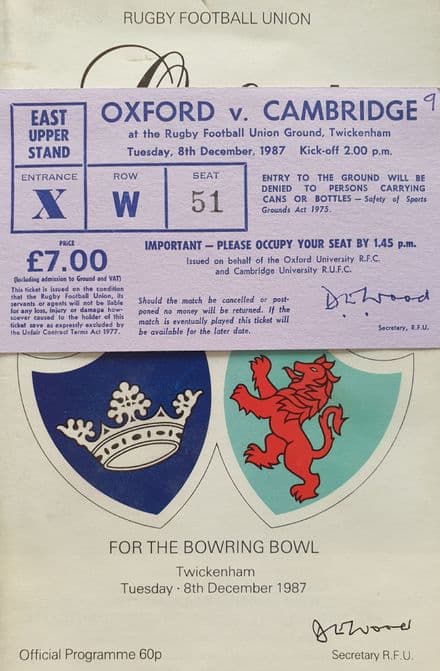 RUGBY FOOTBALL UNION
9
EAST
UPPER
STAND
OXFORD v. CAMBRIDGE
at the Rugby Football Union Ground, Twickenham
Tuesday, 8th December, 1987 Kick-off 2.00 p.m.
ENTRANCE
X
ROW
W
SEAT
51
ENTRY TO THE GROUND WILL BE
DENIED TO PERSONS CARRYING
CANS OR BOTTLES — Safety of Sports
Grounds Act 1975.
PRICE
£7.00
(Including admission to Ground and VAT)
This ticket is issued on the condition
that the Rugby Football Union, its
servants or agents will not be liable
for any loss, injury or damage how-
soever caused to the holder of this
ticket save as expressly excluded by
the Unfair Contract Terms Act 1977.
IMPORTANT — PLEASE OCCUPY YOUR SEAT BY 1.45 p.m.
Issued on behalf of the Oxford University R.F.C.
and Cambridge University R.U.F.C.
Should the match be cancelled or post-
poned no money will be returned. If the
match is eventually played this ticket will
be available for the later date.
Wood
Secretary, R.F.U.
FOR THE BOWRING BOWL
Twickenham
Tuesday · 8th December 1987
Wood
Official Programme 60p
Secretary R.F.U.